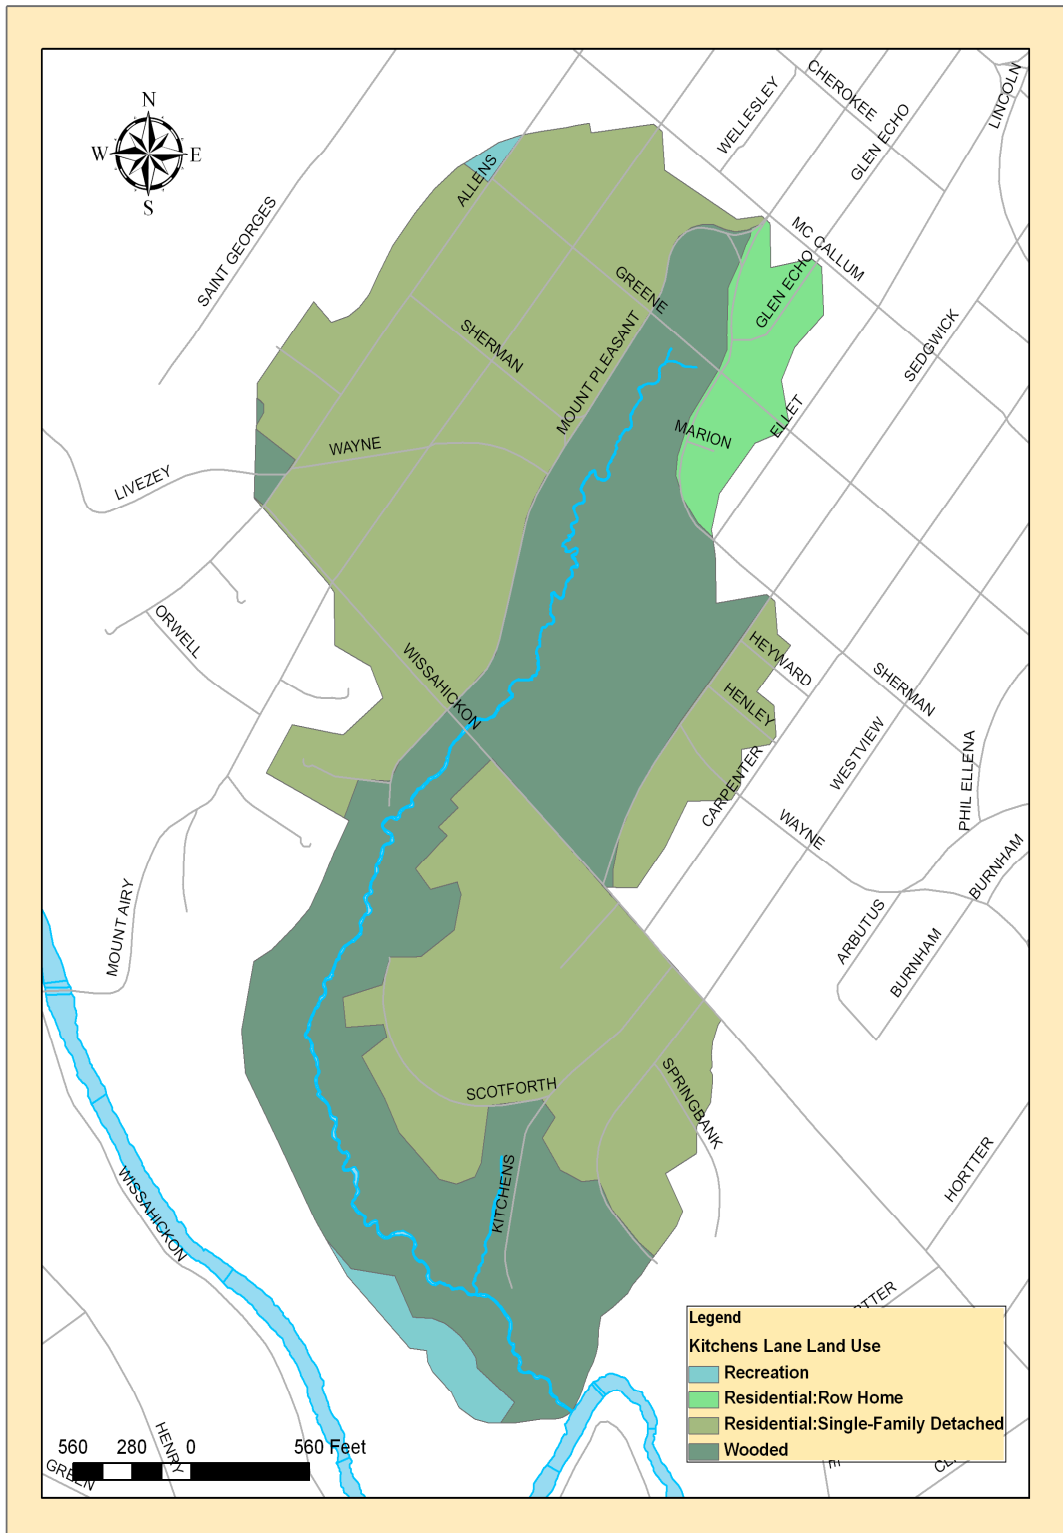 CHEROKEE
LINCOLN
WELLESLEY
GLEN ECHO
N
W
E
S
ALLENS
SAINT GEORGES
MC CALLUM
GLEN ECHO
GREENE
SHERMAN
MOUNT PLEASANT
SEDGWICK
ELLET
MARION
WAYNE
LIVEZEY
ORWELL
WISSAHICKON
HEYWARD
HENLEY
SHERMAN
WESTVIEW
CARPENTER
PHIL ELLENA
WAYNE
BURNHAM
MOUNT AIRY
ARBUTUS
BURNHAM
SCOTFORTH
SPRINGBANK
KITCHENS
HORTTER
WISSAHICKON
Legend
Kitchens Lane Land Use
Recreation
Residential:Row Home
Residential:Single-Family Detached
Wooded
HENRY
560 280 0 560 Feet
GREEN